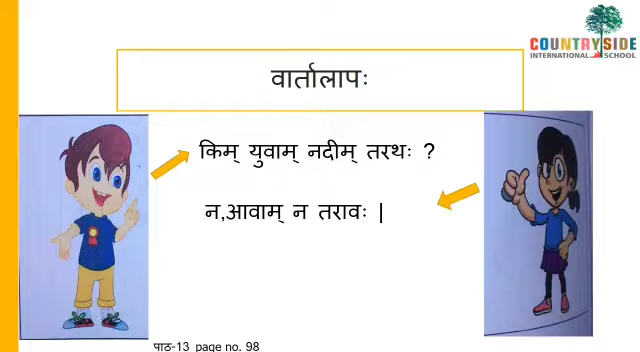 COUNTRYSIDE
INTERNATIONAL SCHOOL
वार्तालापः
किम् युवाम् नदीम् तरथः ?
न,आवाम् न तरावः |
पाठ-13 page no. 98